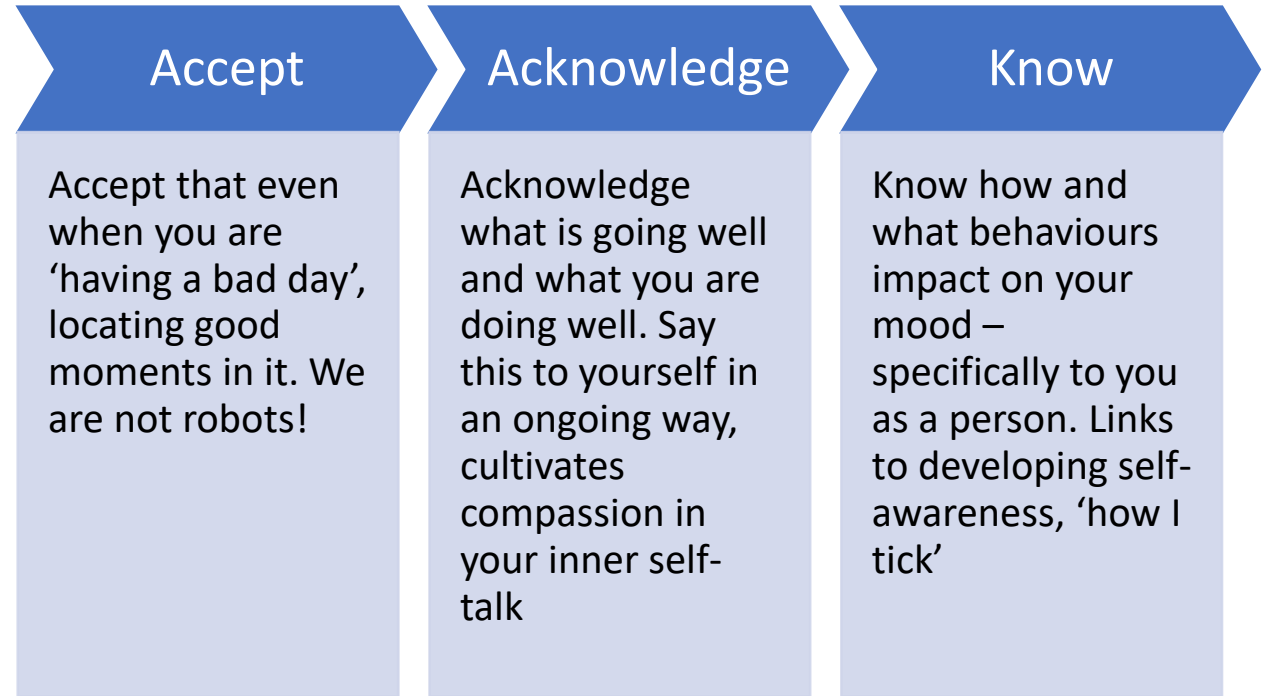 Accept
Accept that even
when you are
‘having a bad day’,
locating good
moments in it. We
are not robots!
Acknowledge
Acknowledge
what is going well
and what you are
doing well. Say
this to yourself in
an ongoing way,
cultivates
compassion in
your inner self-
talk
Know
Know how and
what behaviours
impact on your
mood –
specifically to you
as a person. Links
to developing self-
awareness, ‘how I
tick’